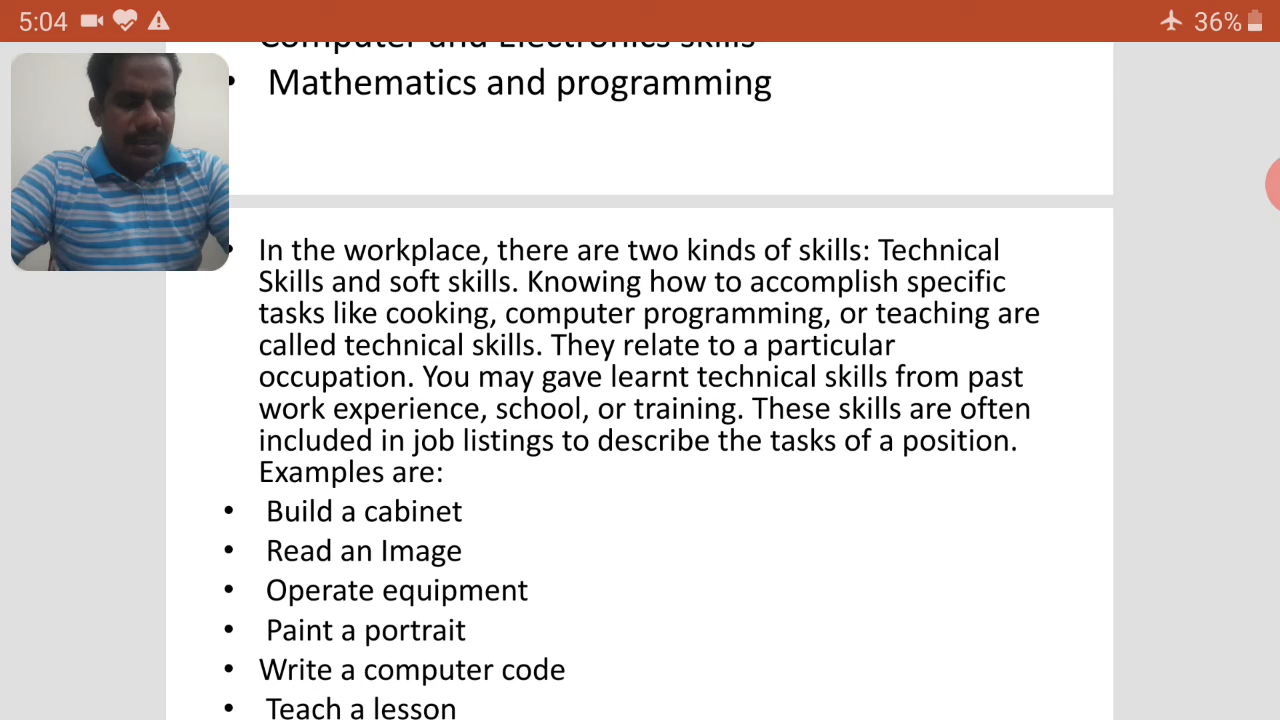 5:04 36%
Computer and Electronics skills
• Mathematics and programming
• In the workplace, there are two kinds of skills: Technical
Skills and soft skills. Knowing how to accomplish specific
tasks like cooking, computer programming, or teaching are
called technical skills. They relate to a particular
occupation. You may gave learnt technical skills from past
work experience, school, or training. These skills are often
included in job listings to describe the tasks of a position.
Examples are:
• Build a cabinet
• Read an Image
• Operate equipment
• Paint a portrait
• Write a computer code
• Teach a lesson